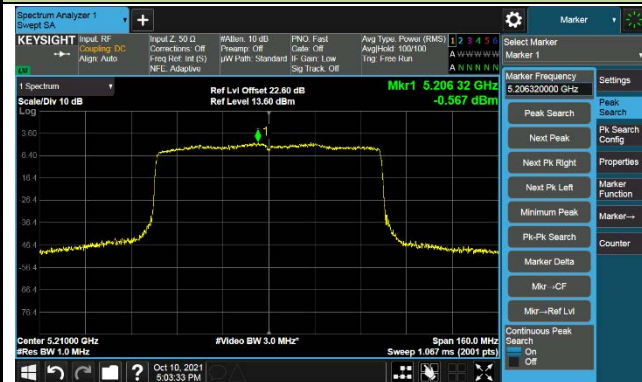 Spectrum Analyzer 1
Swept SA
Marker
KEYSIGHT
Input: RF
Coupling: DC
Align: Auto
Input Z: 50 Ω
Corrections: Off
Freq Ref: Int (S)
NFE: Adaptive
#Atten: 10 dB
Preamp: Off
µW Path: Standard
PNO: Fast
Gate: Off
IF Gain: Low
Sig Track: Off
Avg Type: Power (RMS)
Avg|Hold: 100/100
Trig: Free Run
1 2 3 4 5 6
A W W W W W
A N N N N N
LXI
1 Spectrum
Scale/Div 10 dB
Log
Ref Lvl Offset 22.60 dB
Ref Level 13.60 dBm
Mkr1 5.206 32 GHz
-0.567 dBm
1
3.60
-6.40
-16.4
-26.4
-36.4
-46.4
-56.4
-66.4
-76.4
Center 5.21000 GHz
#Res BW 1.0 MHz
#Video BW 3.0 MHz*
Span 160.0 MHz
Sweep 1.067 ms (2001 pts)
Select Marker
Marker 1
Marker Frequency
5.206320000 GHz
Peak Search
Next Peak
Next Pk Right
Next Pk Left
Minimum Peak
Pk-Pk Search
Marker Delta
Mkr→CF
Mkr→Ref Lvl
Continuous Peak
Search
On
Off
Settings
Peak
Search
Pk Search
Config
Properties
Marker
Function
Marker→
Counter
?
Oct 10, 2021
5:03:33 PM